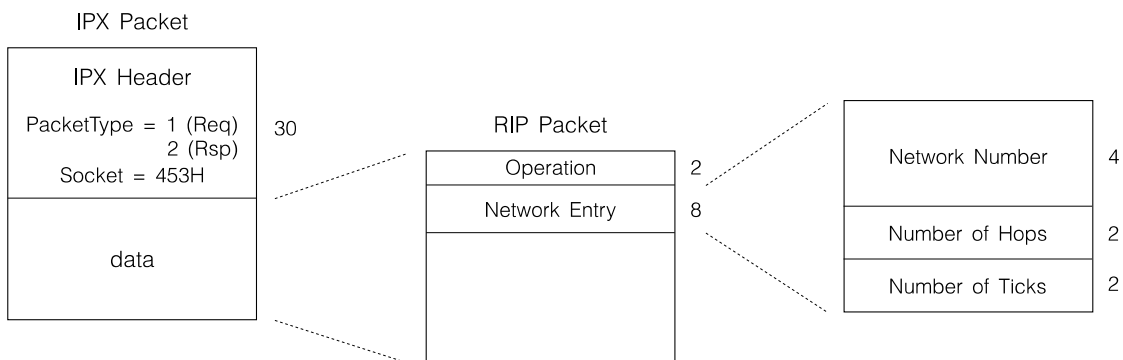 IPX Packet
IPX Header
PacketType = 1 (Req)
2 (Rsp)
Socket = 453H
30
data
RIP Packet
Operation
2
Network Entry
8
Network Number
4
Number of Hops
2
Number of Ticks
2